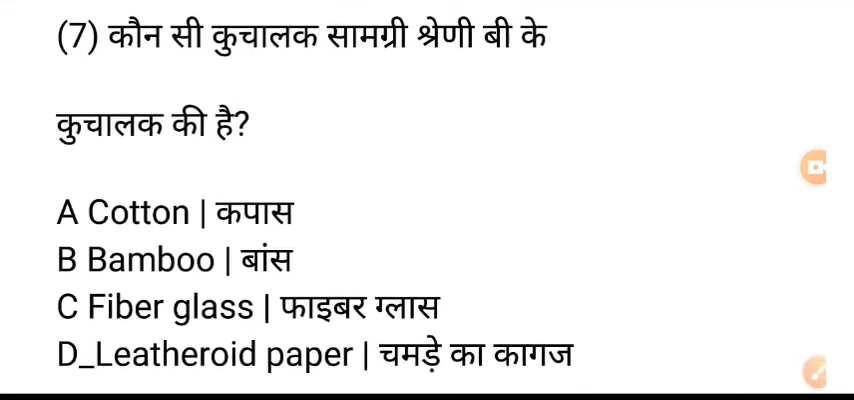 (7) कौन सी कुचालक सामग्री श्रेणी बी के
कुचालक की है?
A Cotton | कपास
B Bamboo | बांस
C Fiber glass | फाइबर ग्लास
D_Leatheroid paper | चमड़े का कागज